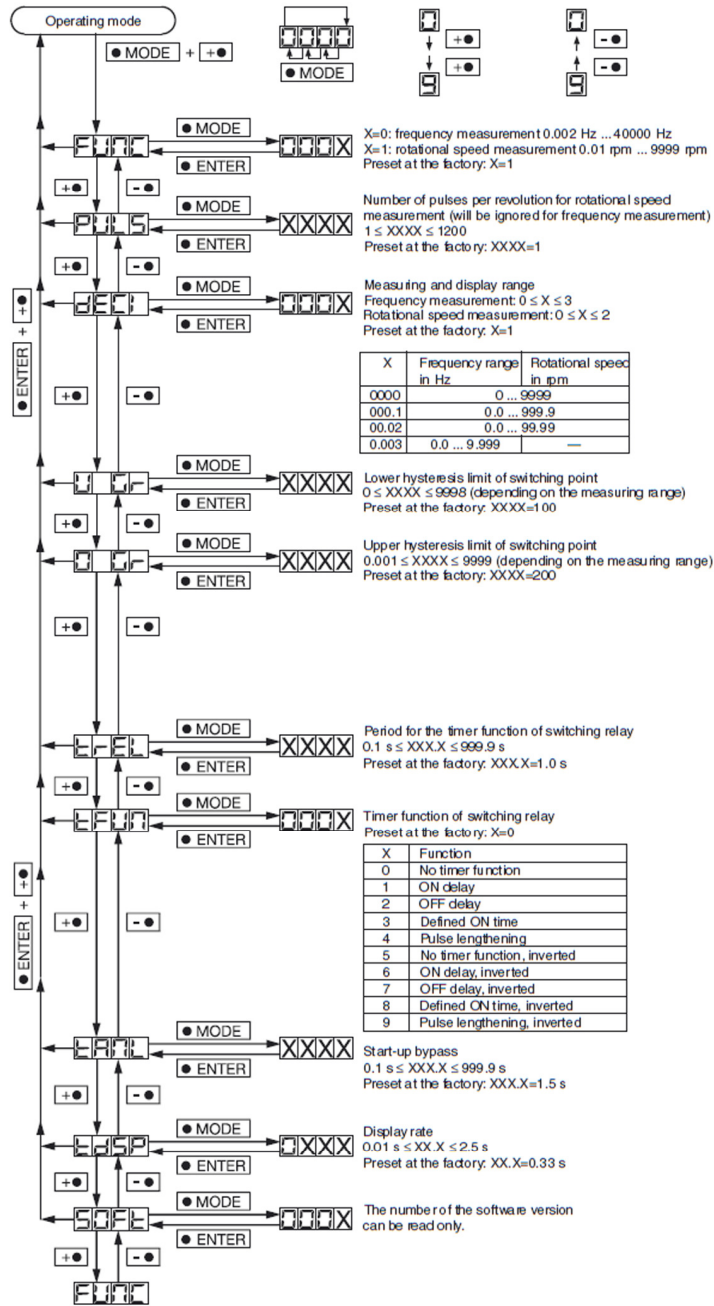 Operating mode
● MODE + +●
0000
● MODE
0
+●
+●
9
0
-●
-●
9
FUNC
● MODE
● ENTER
000X
X=0: frequency measurement 0.002 Hz ... 40000 Hz
X=1: rotational speed measurement 0.01 rpm ... 9999 rpm
Preset at the factory: X=1
+●
-●
PULS
● MODE
● ENTER
XXXX
Number of pulses per revolution for rotational speed
measurement (will be ignored for frequency measurement)
1 ≤ XXXX ≤ 1200
Preset at the factory: XXXX=1
+●
-●
dECI
● MODE
● ENTER
000X
Measuring and display range
Frequency measurement: 0 ≤ X ≤ 3
Rotational speed measurement: 0 ≤ X ≤ 2
Preset at the factory: X=1
● ENTER + +●
+●
-●
X Frequency range Rotational speed
in Hz in rpm
0000 0 ... 9999
000.1 0.0 ... 999.9
00.02 0.0 ... 99.99
0.003 0.0 ... 9.999 —
U Gr
● MODE
● ENTER
XXXX
Lower hysteresis limit of switching point
0 ≤ XXXX ≤ 9998 (depending on the measuring range)
Preset at the factory: XXXX=100
+●
-●
O Gr
● MODE
● ENTER
XXXX
Upper hysteresis limit of switching point
0.001 ≤ XXXX ≤ 9999 (depending on the measuring range)
Preset at the factory: XXXX=200
+●
-●
trEL
● MODE
● ENTER
XXXX
Period for the timer function of switching relay
0.1 s ≤ XXX.X ≤ 999.9 s
Preset at the factory: XXX.X=1.0 s
+●
-●
tFUN
● MODE
● ENTER
000X
Timer function of switching relay
Preset at the factory: X=0
● ENTER + +●
+●
-●
X Function
0 No timer function
1 ON delay
2 OFF delay
3 Defined ON time
4 Pulse lengthening
5 No timer function, inverted
6 ON delay, inverted
7 OFF delay, inverted
8 Defined ON time, inverted
9 Pulse lengthening, inverted
tANL
● MODE
● ENTER
XXXX
Start-up bypass
0.1 s ≤ XXX.X ≤ 999.9 s
Preset at the factory: XXX.X=1.5 s
+●
-●
tdSP
● MODE
● ENTER
0XXX
Display rate
0.01 s ≤ XX.X ≤ 2.5 s
Preset at the factory: XX.X=0.33 s
+●
-●
SOFt
● MODE
● ENTER
000X
The number of the software version
can be read only.
+●
-●
FUNC